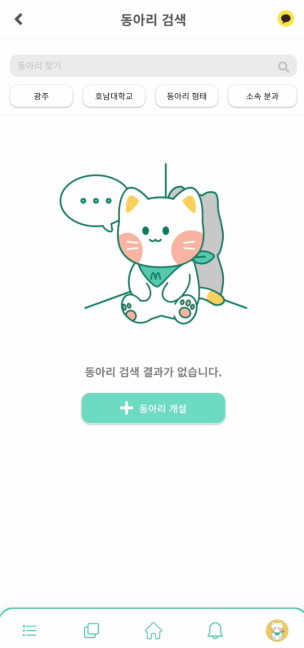 동아리 검색
동아리 찾기
광주
호남대학교
동아리 형태
소속 분과
동아리 검색 결과가 없습니다.
동아리 개설